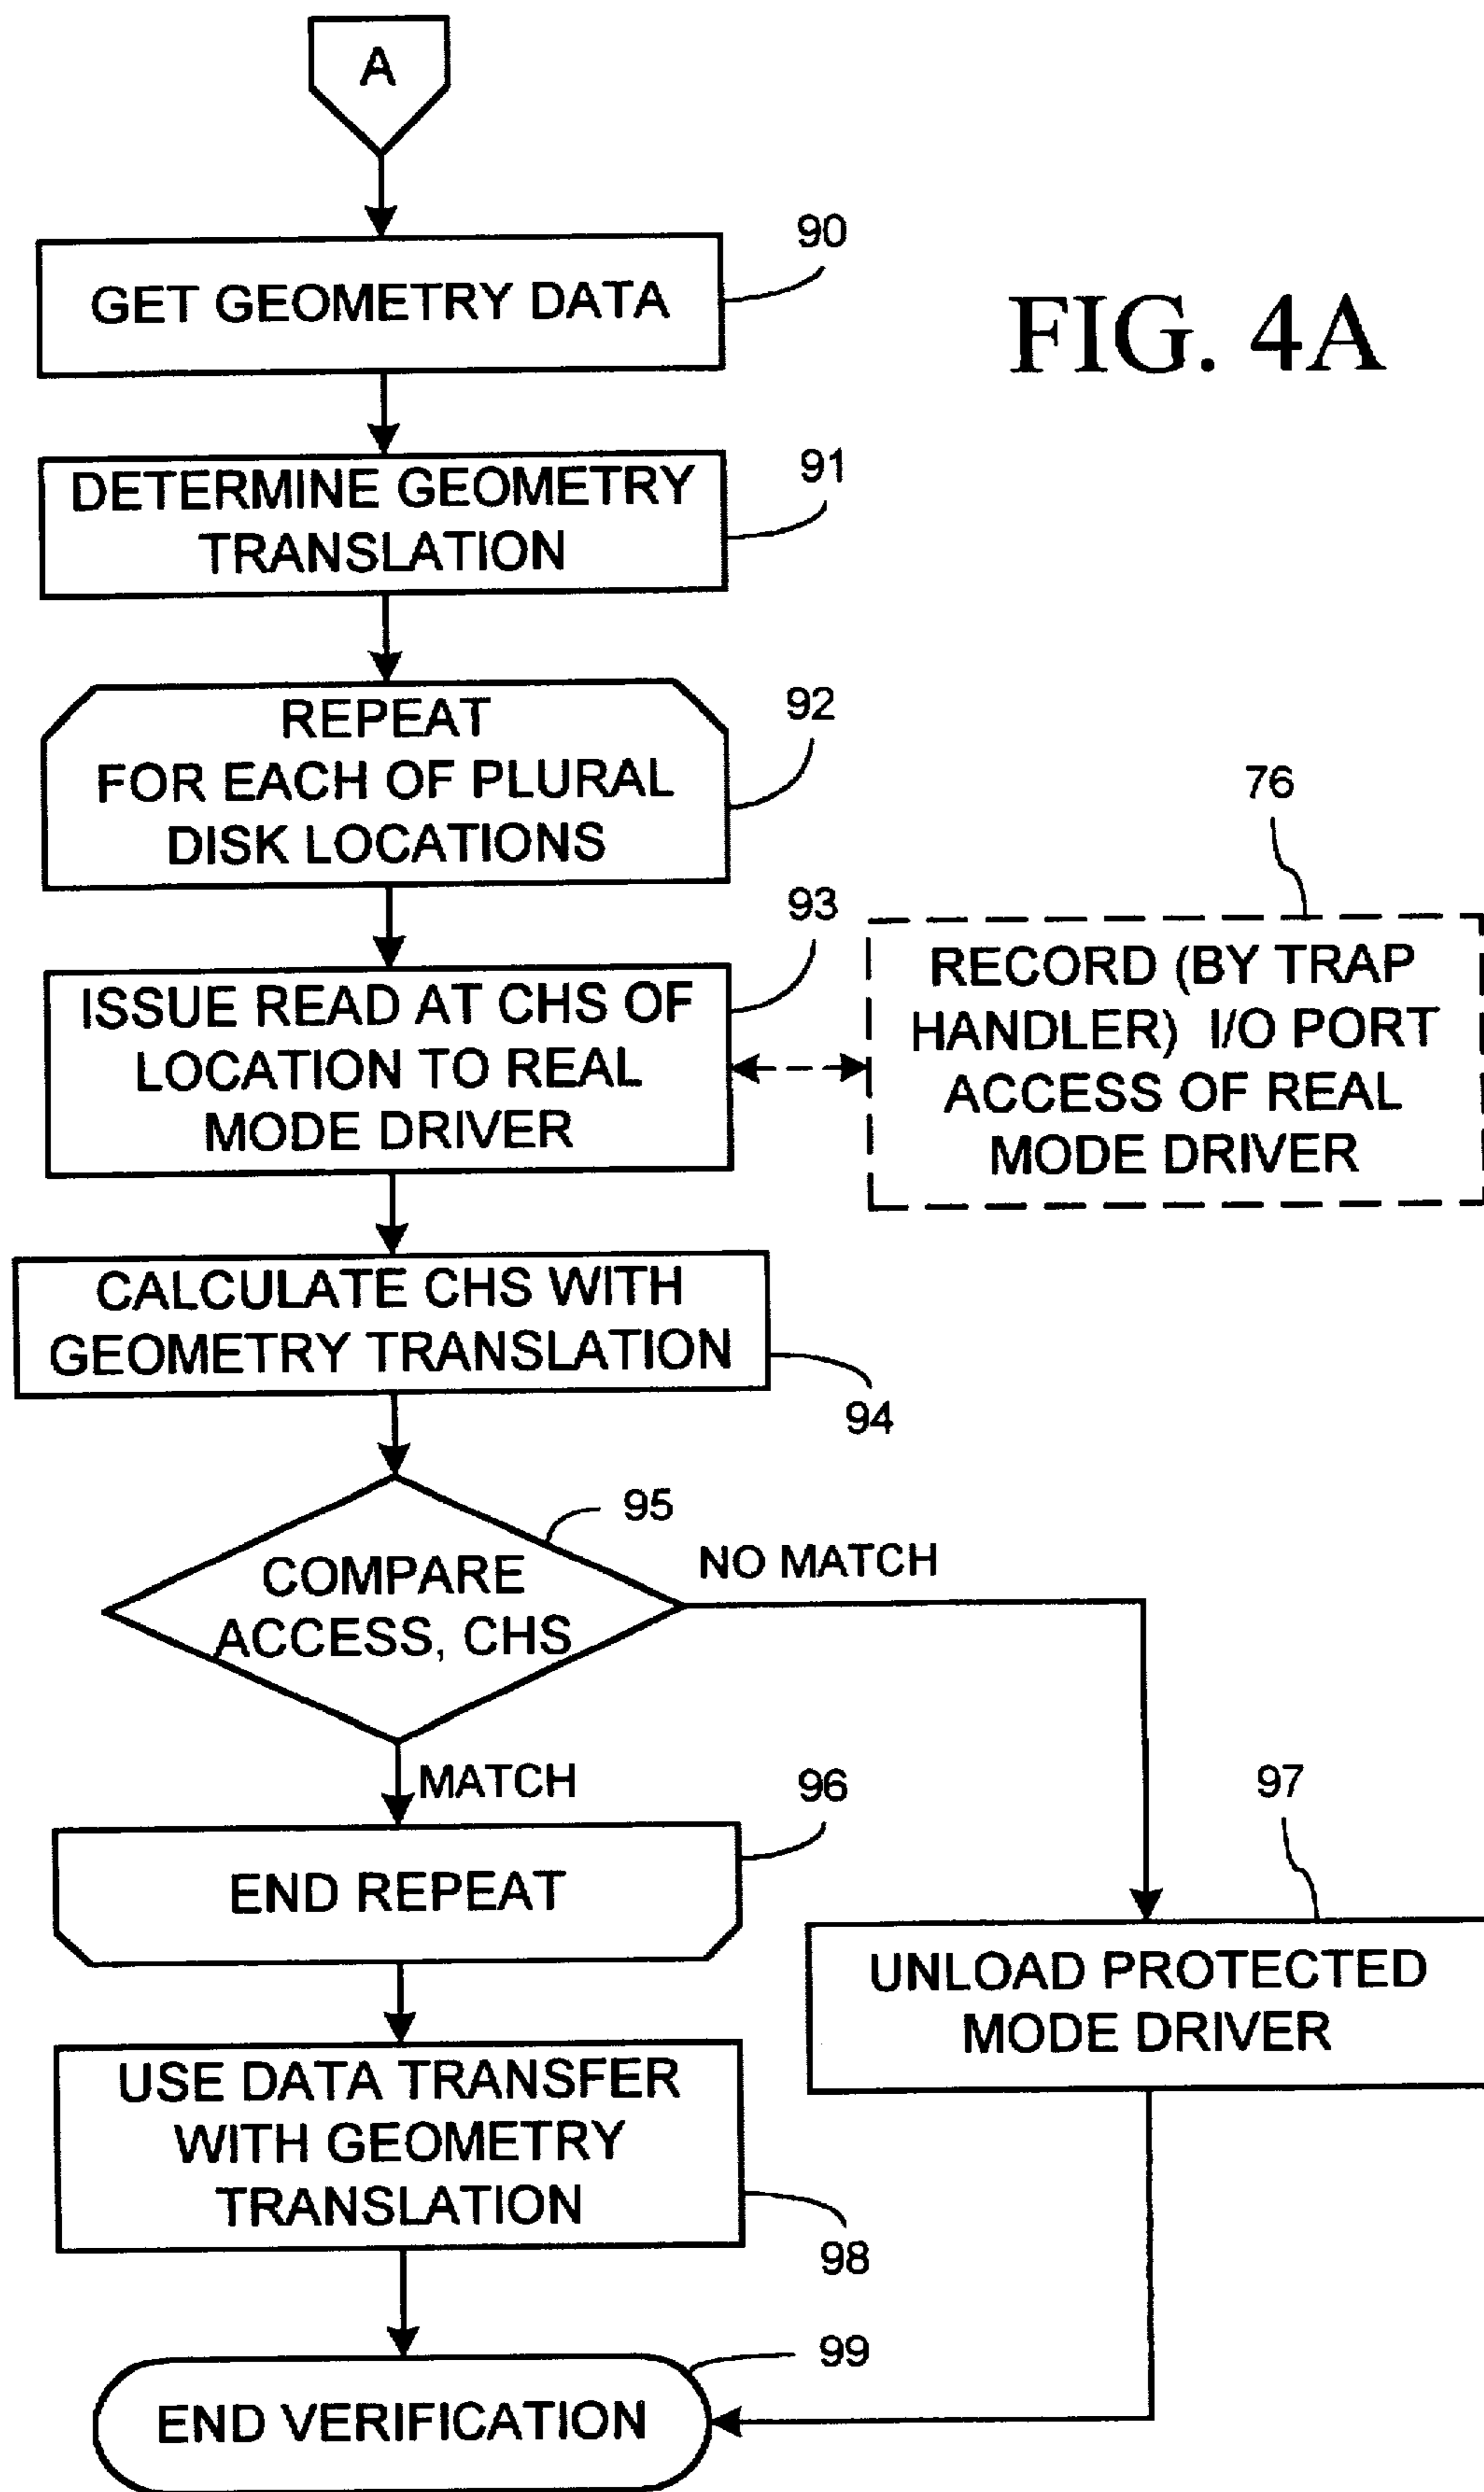 A
90
GET GEOMETRY DATA
FIG. 4A
91
DETERMINE GEOMETRY
TRANSLATION
92
REPEAT
FOR EACH OF PLURAL
DISK LOCATIONS
76
93
RECORD (BY TRAP
HANDLER) I/O PORT
ACCESS OF REAL
MODE DRIVER
ISSUE READ AT CHS OF
LOCATION TO REAL
MODE DRIVER
CALCULATE CHS WITH
GEOMETRY TRANSLATION
94
95
COMPARE
ACCESS, CHS
NO MATCH
MATCH
96
97
END REPEAT
UNLOAD PROTECTED
MODE DRIVER
USE DATA TRANSFER
WITH GEOMETRY
TRANSLATION
98
99
END VERIFICATION